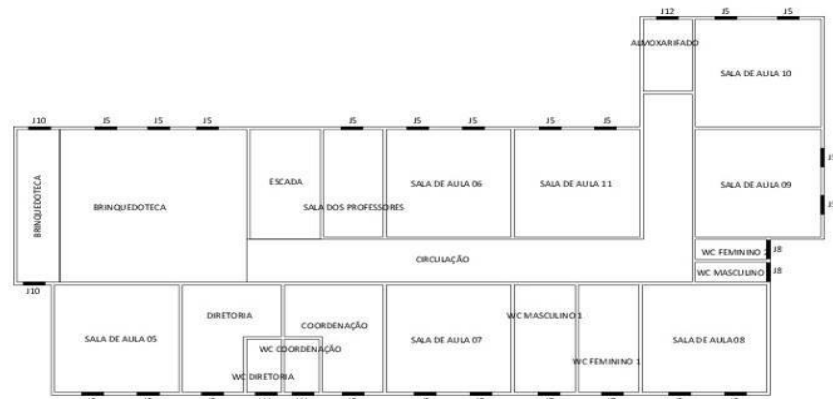 J12 J5 J5
ALMOXARIFADO
SALA DE AULA 10
J10 J5 J5 J5 J5 J5 J5 J5 J5
BRINQUEDOTECA
BRINQUEDOTECA
ESCADA
SALA DOS PROFESSORES
SALA DE AULA 06
SALA DE AULA 11
SALA DE AULA 09
CIRCULAÇÃO
WC FEMININO 2
J8
WC MASCULINO
J8
J10
SALA DE AULA 05
DIRETORIA
COORDENAÇÃO
WC COORDENAÇÃO
WC DIRETORIA
SALA DE AULA 07
WC MASCULINO 1
WC FEMININO 1
SALA DE AULA 08